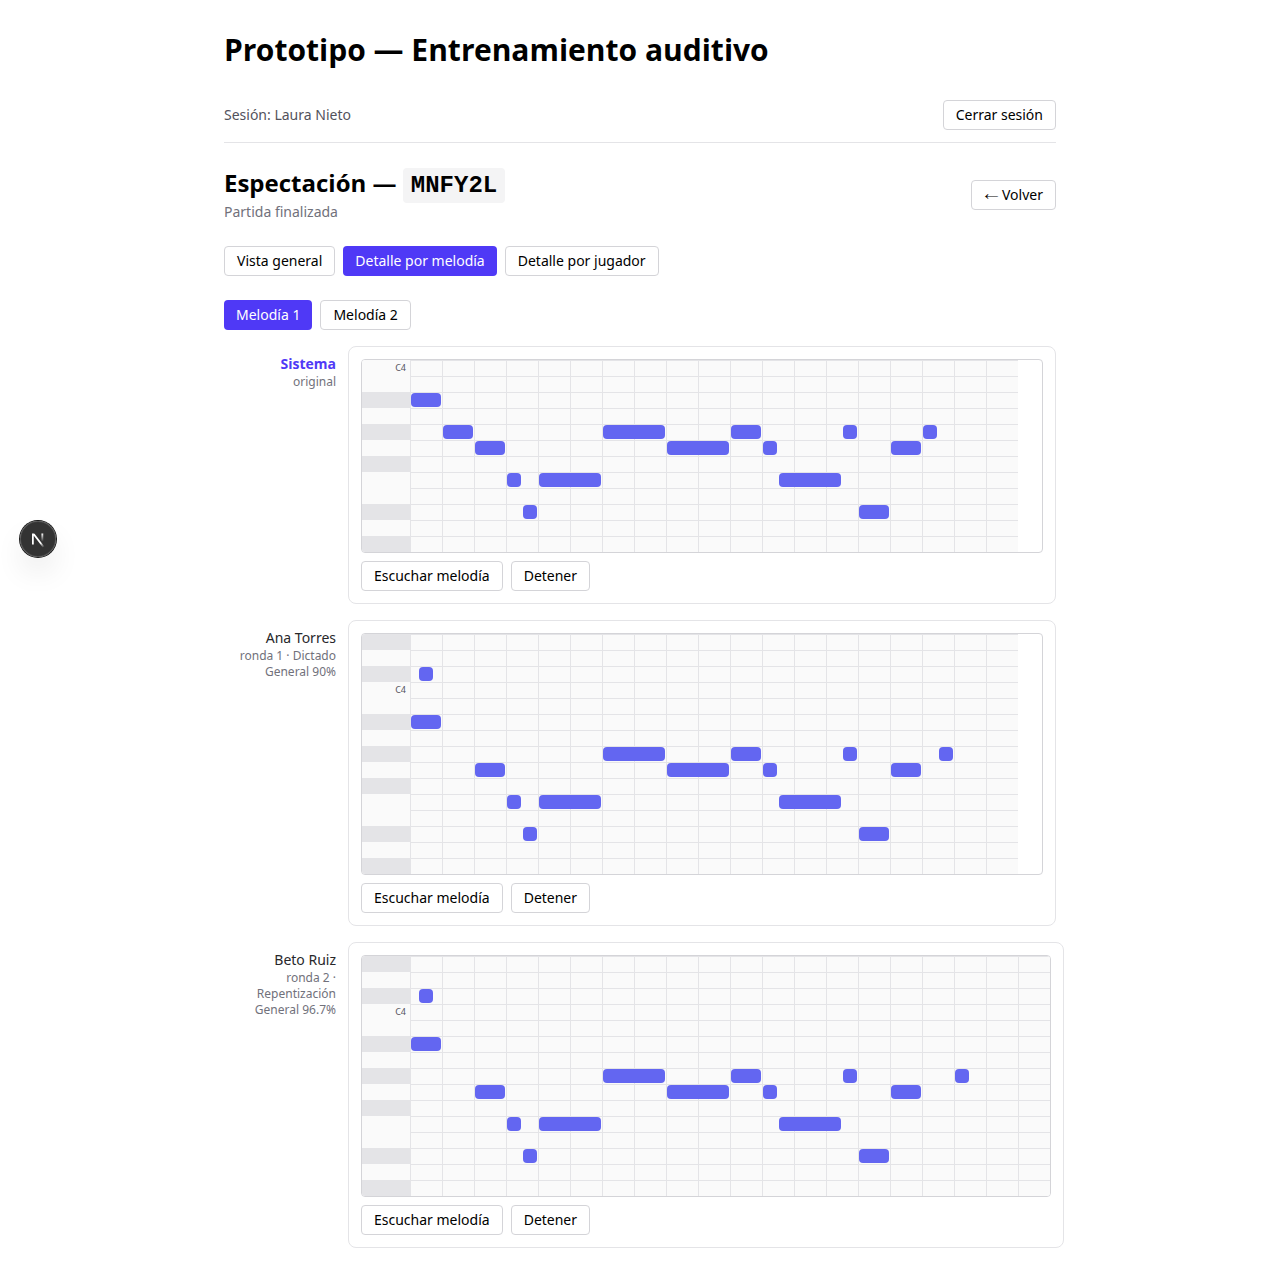 Prototipo — Entrenamiento auditivo
Sesión: Laura Nieto
Cerrar sesión
Espectación — MNFY2L
Partida finalizada
← Volver
Vista general
Detalle por melodía
Detalle por jugador
Melodía 1
Melodía 2
Sistema
original
C4
Escuchar melodía
Detener
Ana Torres
ronda 1 · Dictado
General 90%
C4
Escuchar melodía
Detener
Beto Ruiz
ronda 2 ·
Repentización
General 96.7%
C4
Escuchar melodía
Detener
N